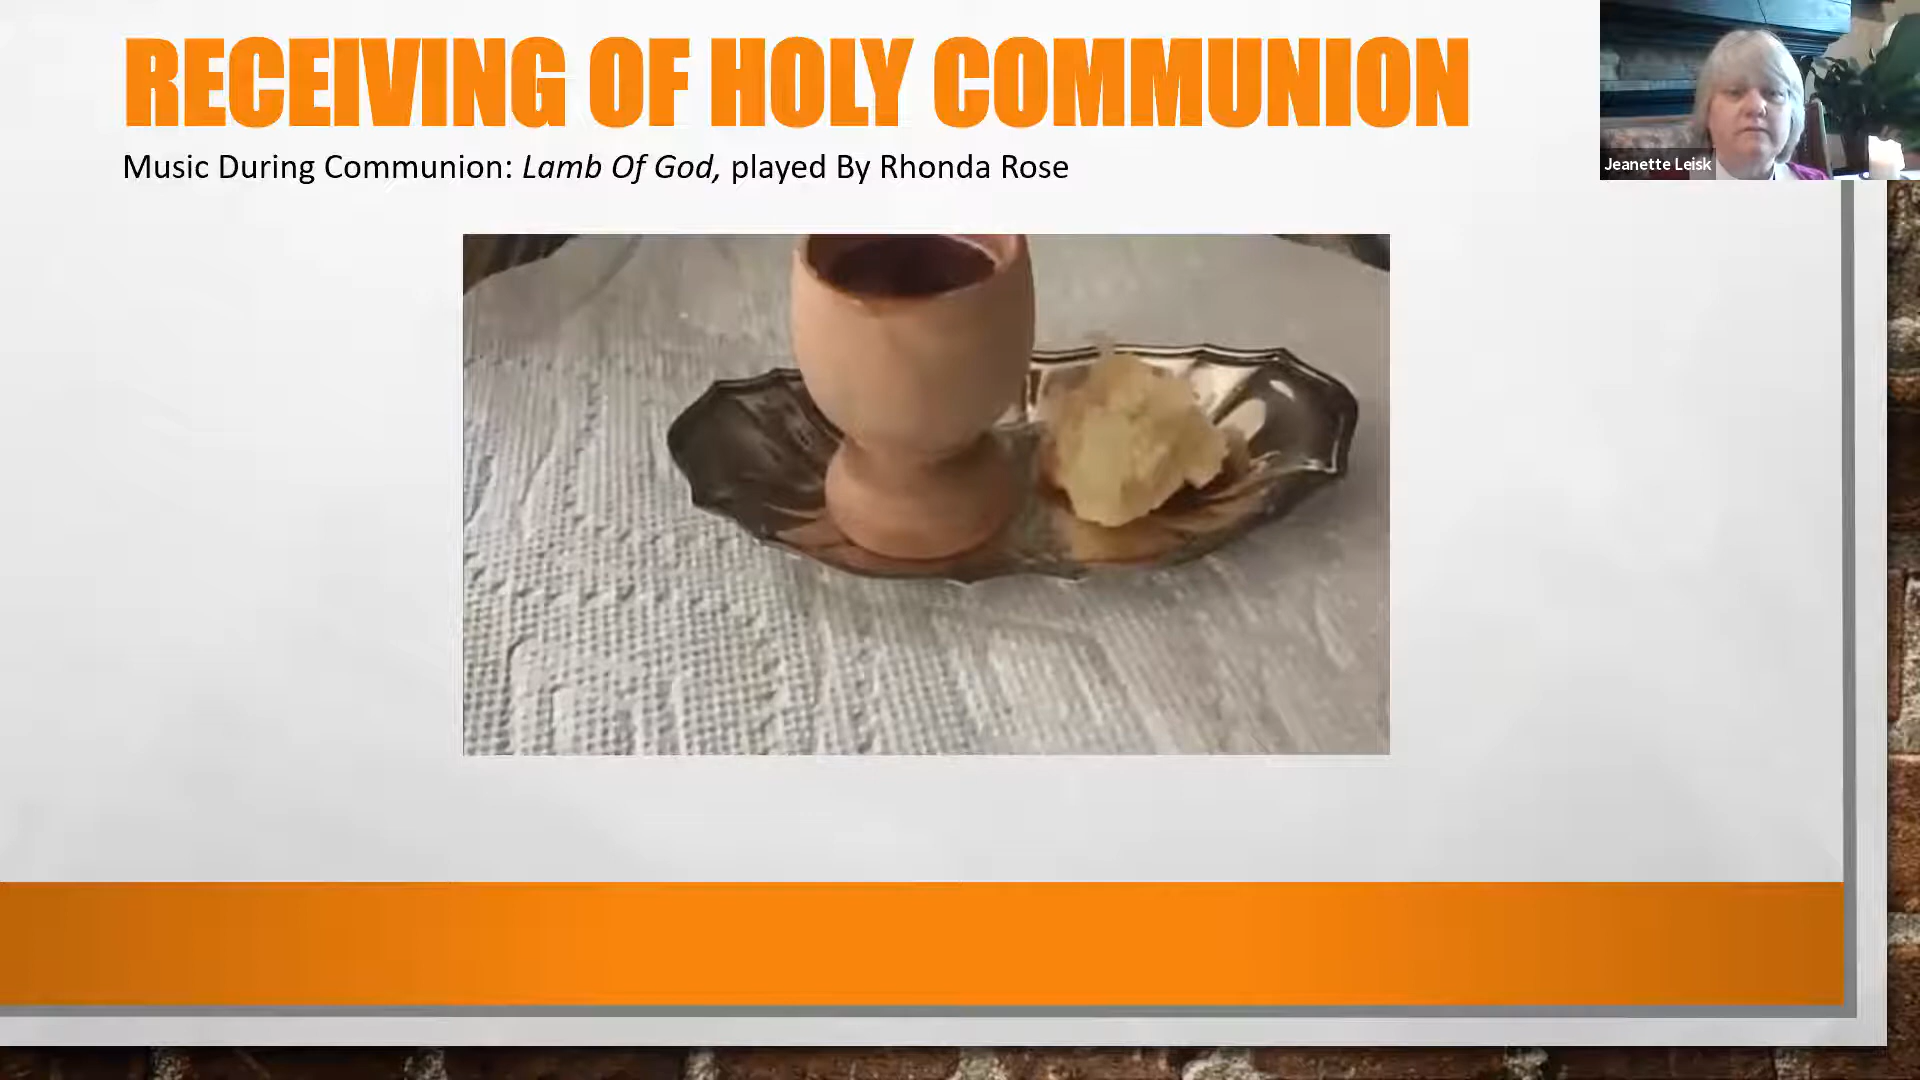 RECEIVING OF HOLY COMMUNION
Music During Communion: Lamb Of God, played By Rhonda Rose
Jeanette Leisk